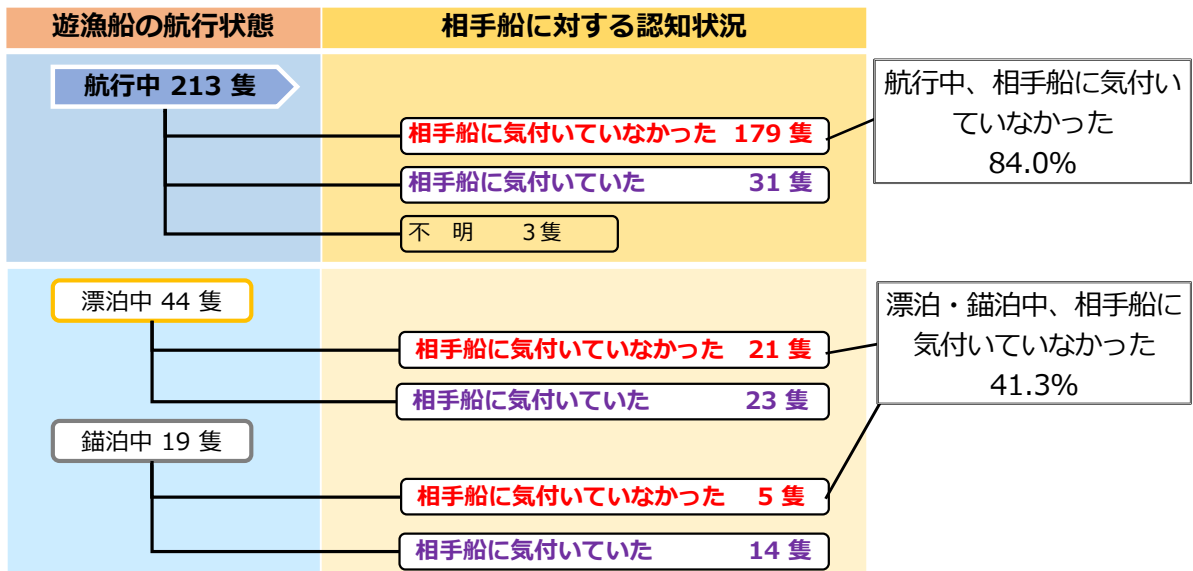 遊漁船の航行状態
相手船に対する認知状況
航行中 213 隻
相手船に気付いていなかった 179 隻
相手船に気付いていた 31 隻
不 明 3隻
航行中、相手船に気付い
ていなかった
84.0%
漂泊中 44 隻
相手船に気付いていなかった 21 隻
相手船に気付いていた 23 隻
錨泊中 19 隻
相手船に気付いていなかった 5 隻
相手船に気付いていた 14 隻
漂泊・錨泊中、相手船に
気付いていなかった
41.3%